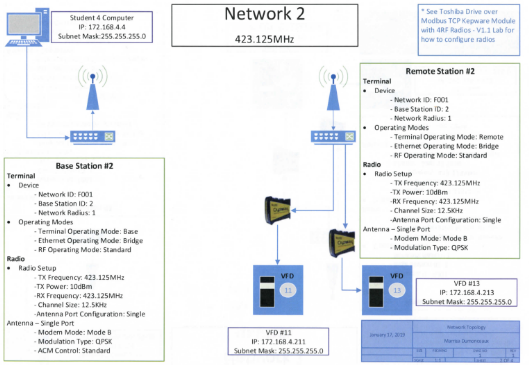 Student 4 Computer
IP: 172.168.4.4
Subnet Mask:255.255.255.0
Network 2
423.125MHz
* See Toshiba Drive over
Modbus TCP Kepware Module
with 4RF Radios - V1.1 Lab for
how to configure radios
Base Station #2
Terminal
• Device
- Network ID: F001
- Base Station ID: 2
- Network Radius: 1
• Operating Modes
- Terminal Operating Mode: Base
- Ethernet Operating Mode: Bridge
- RF Operating Mode: Standard
Radio
• Radio Setup
- TX Frequency: 423.125MHz
-TX Power: 10dBm
-RX Frequency: 423.125MHz
- Channel Size: 12.5KHz
-Antenna Port Configuration: Single
Antenna – Single Port
- Modem Mode: Mode B
- Modulation Type: QPSK
- ACM Control: Standard
Remote Station #2
Terminal
• Device
- Network ID: F001
- Base Station ID: 2
- Network Radius: 1
• Operating Modes
- Terminal Operating Mode: Remote
- Ethernet Operating Mode: Bridge
- RF Operating Mode: Standard
Radio
• Radio Setup
- TX Frequency: 423.125MHz
-TX Power: 10dBm
-RX Frequency: 423.125MHz
- Channel Size: 12.5KHz
-Antenna Port Configuration: Single
Antenna – Single Port
- Modem Mode: Mode B
- Modulation Type: QPSK
VFD
11
VFD
13
VFD #13
IP: 172.168.4.213
Subnet Mask: 255.255.255.0
VFD #11
IP: 172.168.4.211
Subnet Mask: 255.255.255.0
January 17, 2019
Network Topology